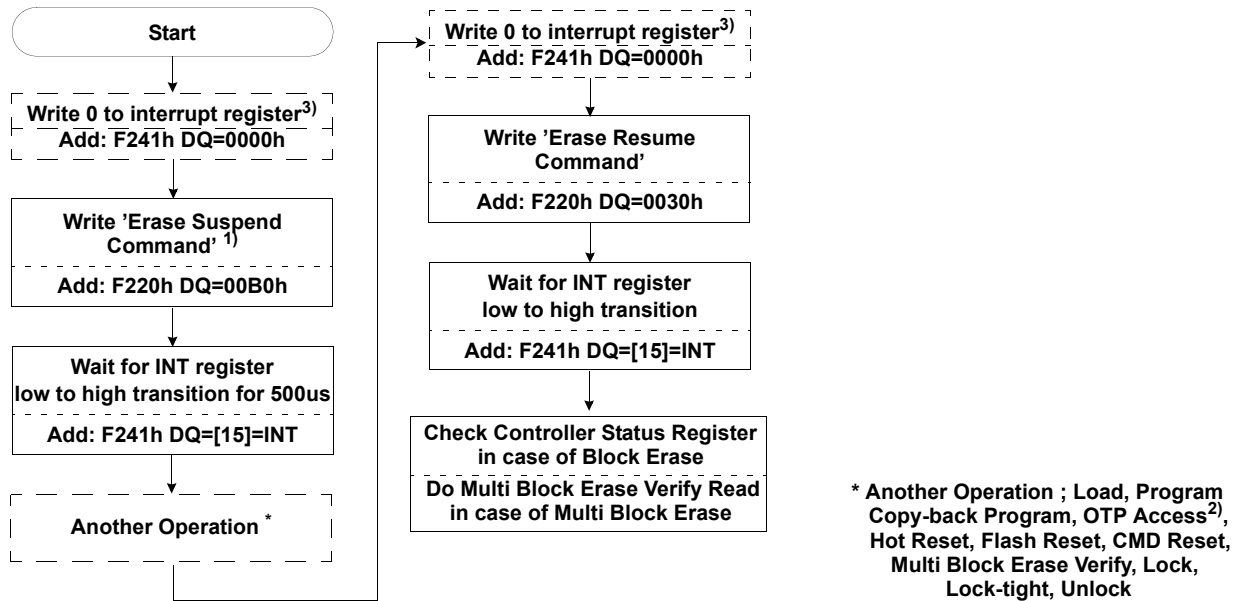 Start
Write 0 to interrupt register3)
Add: F241h DQ=0000h
Write ’Erase Suspend
Command’ 1)
Add: F220h DQ=00B0h
Wait for INT register
low to high transition for 500us
Add: F241h DQ=[15]=INT
Another Operation *
Write 0 to interrupt register3)
Add: F241h DQ=0000h
Write ’Erase Resume
Command’
Add: F220h DQ=0030h
Wait for INT register
low to high transition
Add: F241h DQ=[15]=INT
Check Controller Status Register
in case of Block Erase
Do Multi Block Erase Verify Read
in case of Multi Block Erase
* Another Operation ; Load, Program
Copy-back Program, OTP Access2),
Hot Reset, Flash Reset, CMD Reset,
Multi Block Erase Verify, Lock,
Lock-tight, Unlock